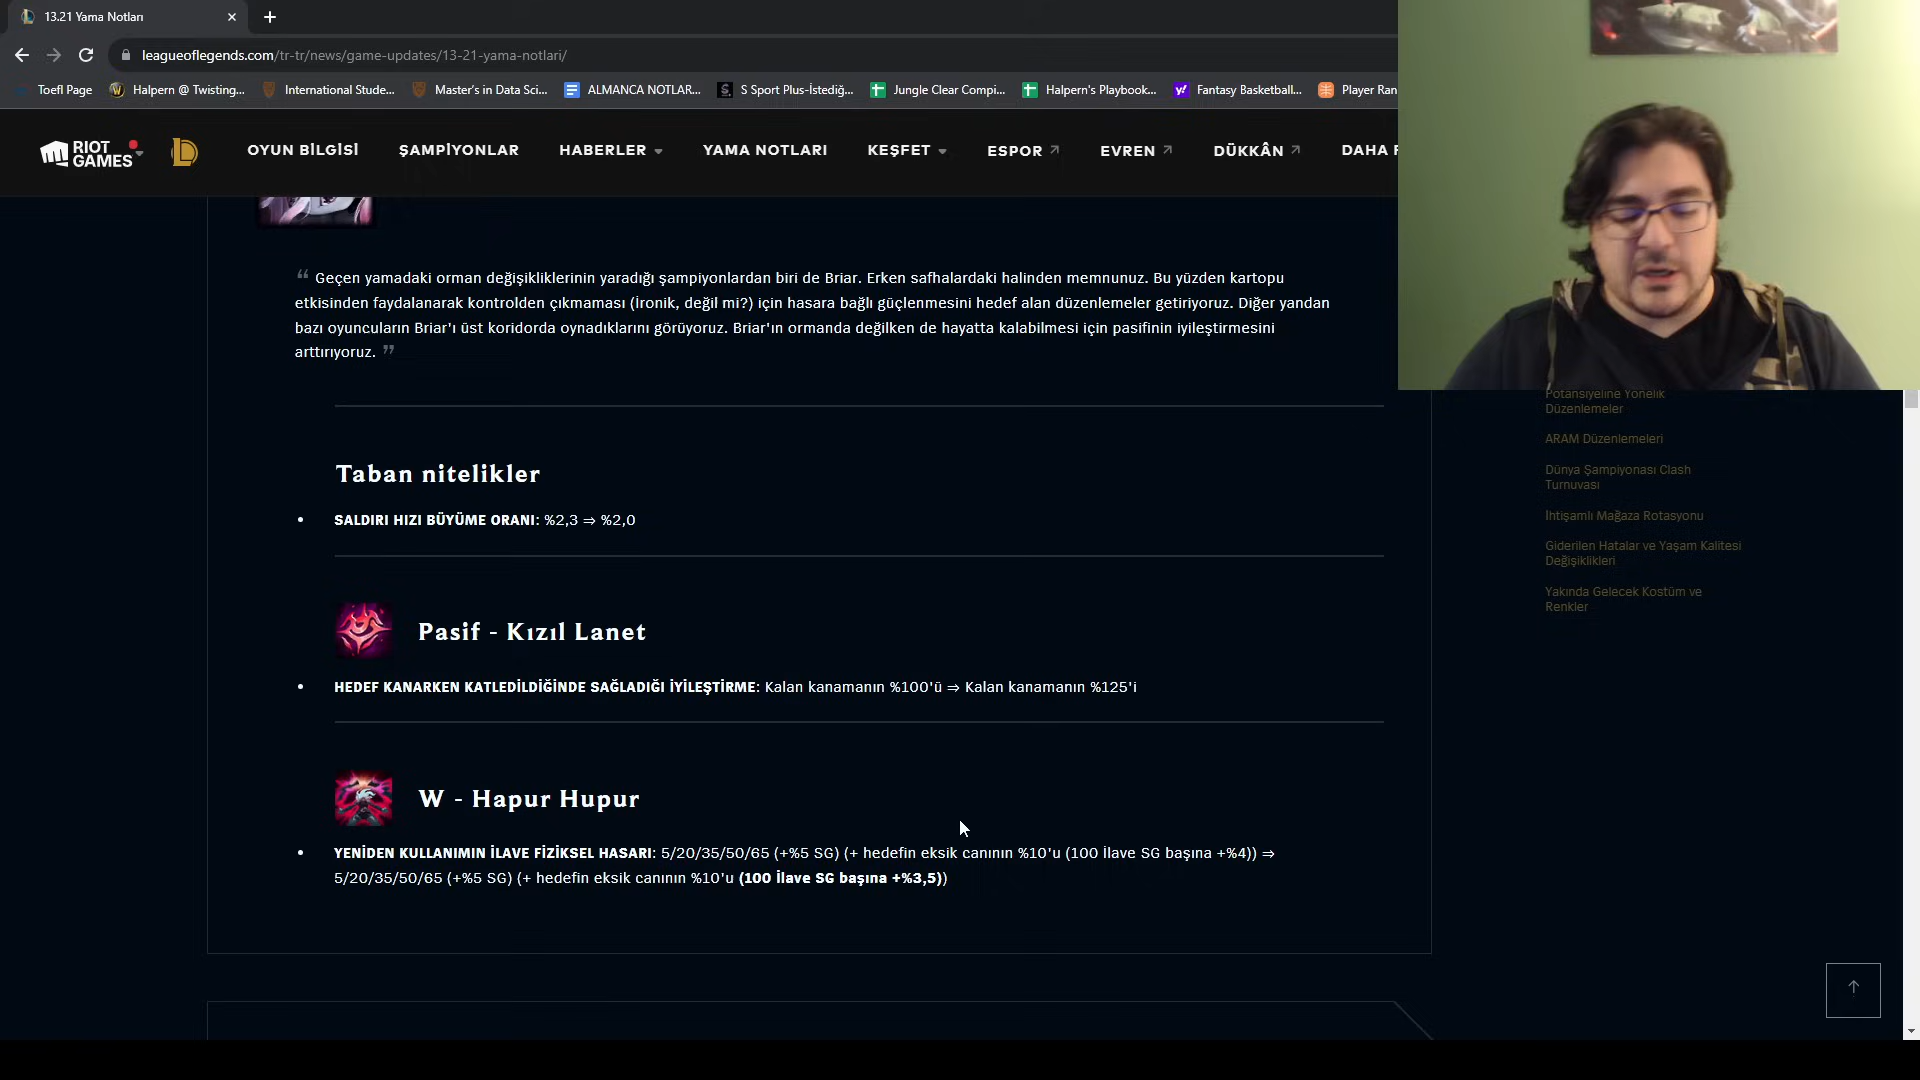 13.21 Yama Notları
leagueoflegends.com/tr-tr/news/game-updates/13-21-yama-notlari/
Toefl Page
Halpern @ Twisting...
International Stude...
Master's in Data Sci...
ALMANCA NOTLAR...
S Sport Plus-İstediğ...
Jungle Clear Compi...
Halpern's Playbook...
Fantasy Basketball...
Player Ran
RIOT GAMES
OYUN BİLGİSİ
ŞAMPİYONLAR
HABERLER
YAMA NOTLARI
KEŞFET
ESPOR
EVREN
DÜKKÂN
DAHA F
“ Geçen yamadaki orman değişikliklerinin yaradığı şampiyonlardan biri de Briar. Erken safhalardaki halinden memnunuz. Bu yüzden kartopu
etkisinden faydalanarak kontrolden çıkmaması (İronik, değil mi?) için hasara bağlı güçlenmesini hedef alan düzenlemeler getiriyoruz. Diğer yandan
bazı oyuncuların Briar'ı üst koridorda oynadıklarını görüyoruz. Briar'ın ormanda değilken de hayatta kalabilmesi için pasifinin iyileştirmesini
arttırıyoruz. ”
Taban nitelikler
• SALDIRI HIZI BÜYÜME ORANI: %2,3 ⇒ %2,0
Pasif - Kızıl Lanet
• HEDEF KANARKEN KATLEDİLDİĞİNDE SAĞLADIĞI İYİLEŞTİRME: Kalan kanamanın %100'ü ⇒ Kalan kanamanın %125'i
W - Hapur Hupur
• YENİDEN KULLANIMIN İLAVE FİZİKSEL HASARI: 5/20/35/50/65 (+%5 SG) (+ hedefin eksik canının %10'u (100 İlave SG başına +%4)) ⇒
5/20/35/50/65 (+%5 SG) (+ hedefin eksik canının %10'u (100 İlave SG başına +%3,5))
Potansiyeline Yönelik
Düzenlemeler
ARAM Düzenlemeleri
Dünya Şampiyonası Clash
Turnuvası
İhtişamlı Mağaza Rotasyonu
Giderilen Hatalar ve Yaşam Kalitesi
Değişiklikleri
Yakında Gelecek Kostüm ve
Renkler